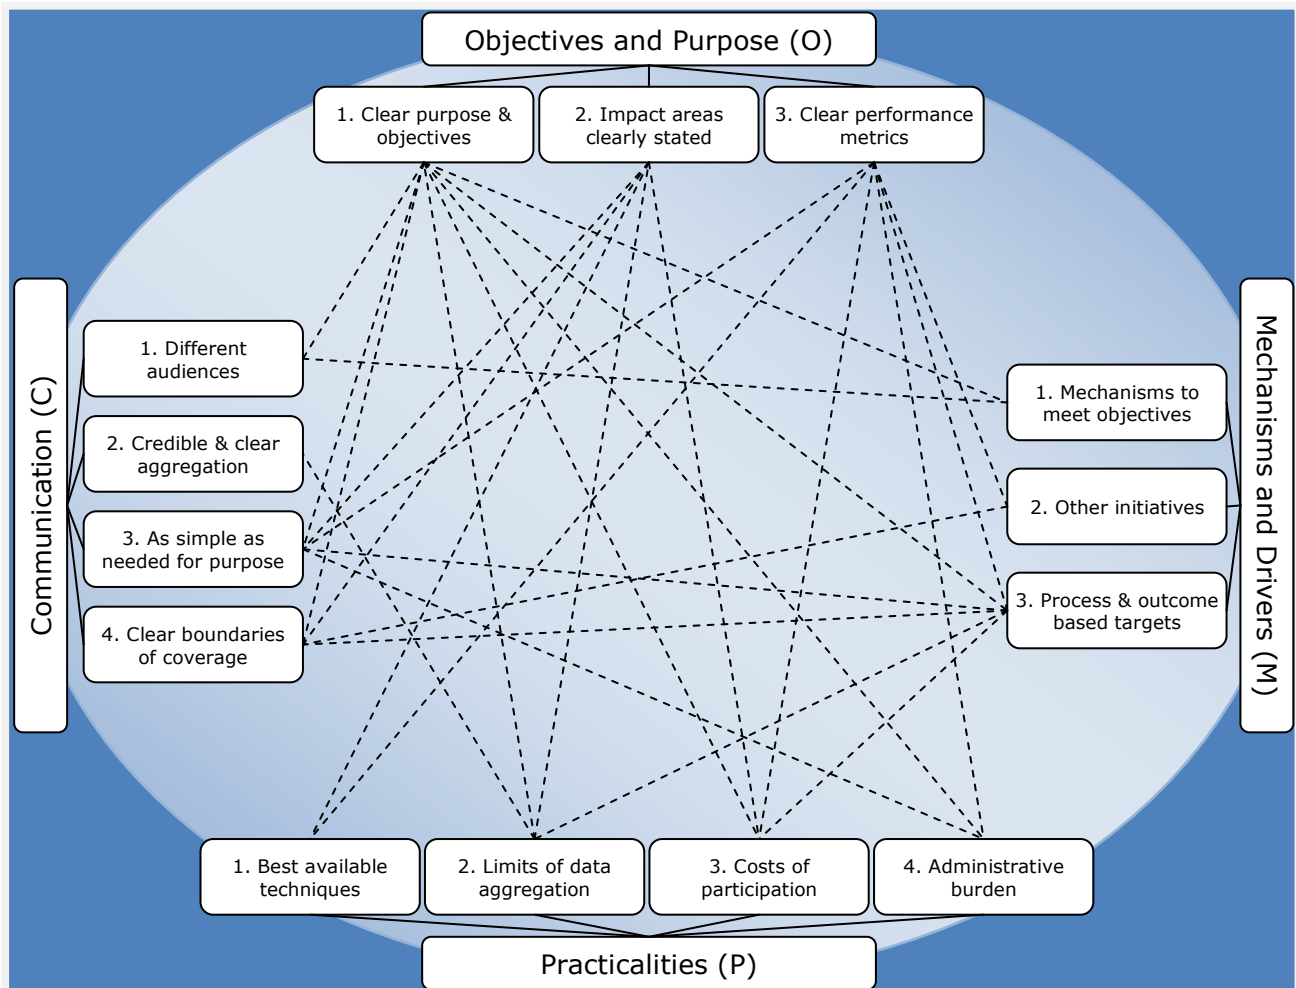 Objectives and Purpose (O)
1. Clear purpose &
objectives
2. Impact areas
clearly stated
3. Clear performance
metrics
Communication (C)
1. Different
audiences
2. Credible & clear
aggregation
3. As simple as
needed for purpose
4. Clear boundaries
of coverage
Mechanisms and Drivers (M)
1. Mechanisms to
meet objectives
2. Other initiatives
3. Process & outcome
based targets
1. Best available
techniques
2. Limits of data
aggregation
3. Costs of
participation
4. Administrative
burden
Practicalities (P)